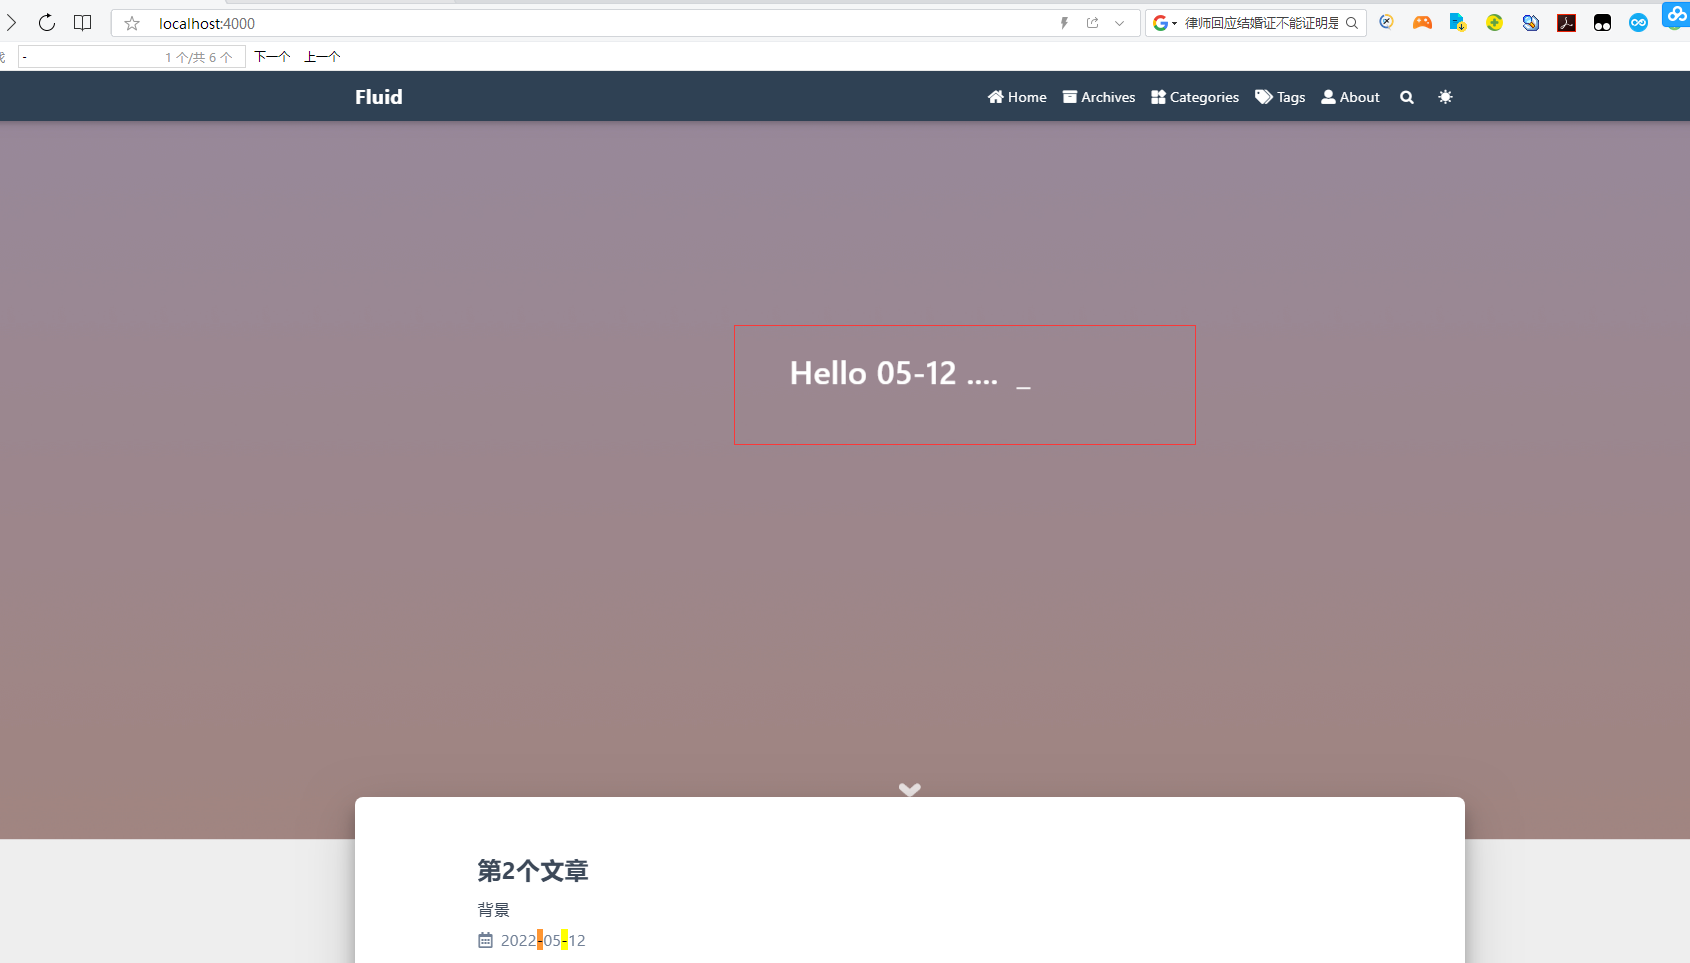 localhost:4000
律师回应结婚证不能证明是
-
1 个/共 6 个
下一个
上一个
Fluid
Home
Archives
Categories
Tags
About
Hello 05-12 .... _
第2个文章
背景
2022-05-12